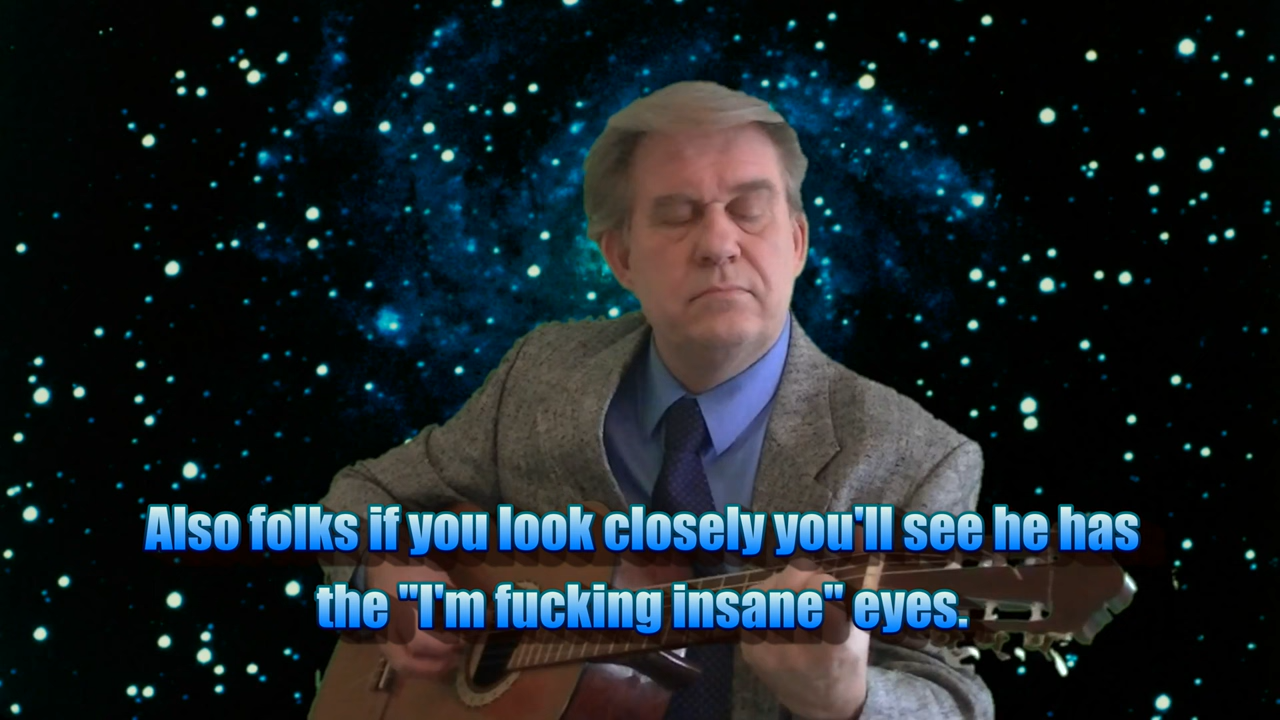 Also folks if you look closely you'll see he has
the "I'm fucking insane" eyes.